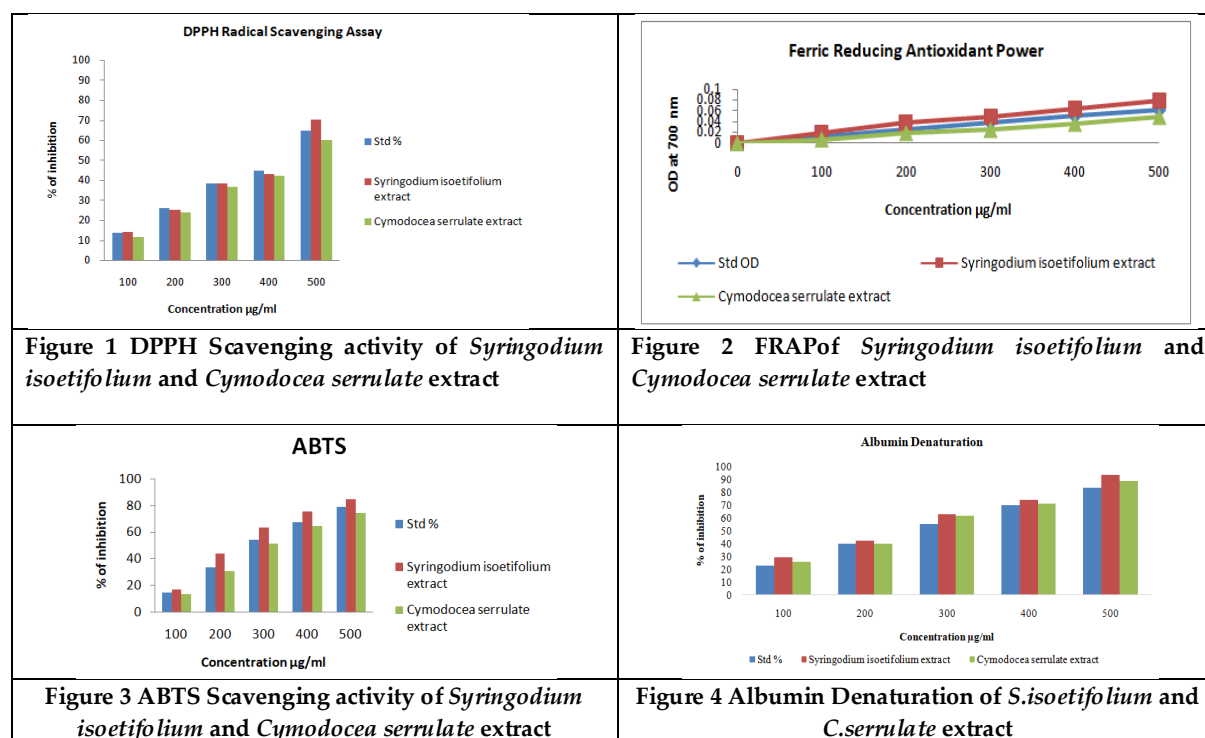 DPPH Radical Scavenging Assay
100
90
80
70
60
50
40
30
20
10
0
% of inhibition
100 200 300 400 500
Concentration µg/ml
Std %
Syringodium isoetifolium
extract
Cymodocea serrulate extract
Figure 1 DPPH Scavenging activity of Syringodium
isoetifolium and Cymodocea serrulate extract
Ferric Reducing Antioxidant Power
0.1
0.08
0.06
0.04
0.02
0
OD at 700 nm
0 100 200 300 400 500
Concentration µg/ml
Std OD
Syringodium isoetifolium extract
Cymodocea serrulate extract
Figure 2 FRAPof Syringodium isoetifolium and
Cymodocea serrulate extract
ABTS
100
80
60
40
20
0
% of inhibition
100 200 300 400 500
Concentration µg/ml
Std %
Syringodium isoetifolium
extract
Cymodocea serrulate
extract
Figure 3 ABTS Scavenging activity of Syringodium
isoetifolium and Cymodocea serrulate extract
Albumin Denaturation
100
90
80
70
60
50
40
30
20
10
0
% of inhibition
100 200 300 400 500
Concentration µg/ml
Std % Syringodium isoetifolium extract Cymodocea serrulate extract
Figure 4 Albumin Denaturation of S.isoetifolium and
C.serrulate extract